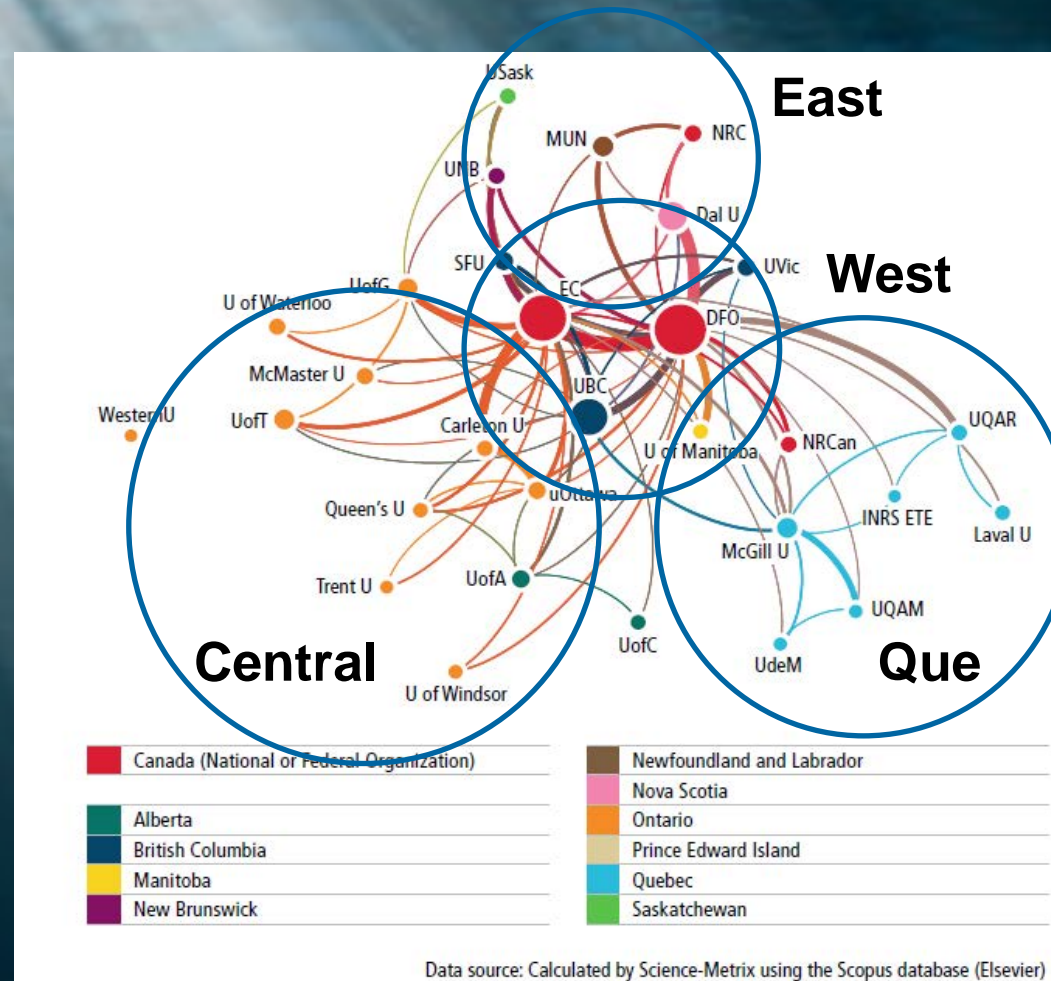 East
USask
MUN
NRC
UNB
Dal U
SFU
UVic
West
EC
UofG
DFO
U of Waterloo
McMaster U
UBC
Western U
UofT
Carleton U
UQAR
U of Manitoba
NRCan
uOttawa
Queen's U
INRS ETE
Laval U
McGill U
Trent U
UofA
UQAM
UofC
UdeM
Central
Que
U of Windsor
Canada (National or Federal Organization)
Newfoundland and Labrador
Nova Scotia
Alberta
Ontario
British Columbia
Prince Edward Island
Manitoba
Quebec
New Brunswick
Saskatchewan
Data source: Calculated by Science-Metrix using the Scopus database (Elsevier)